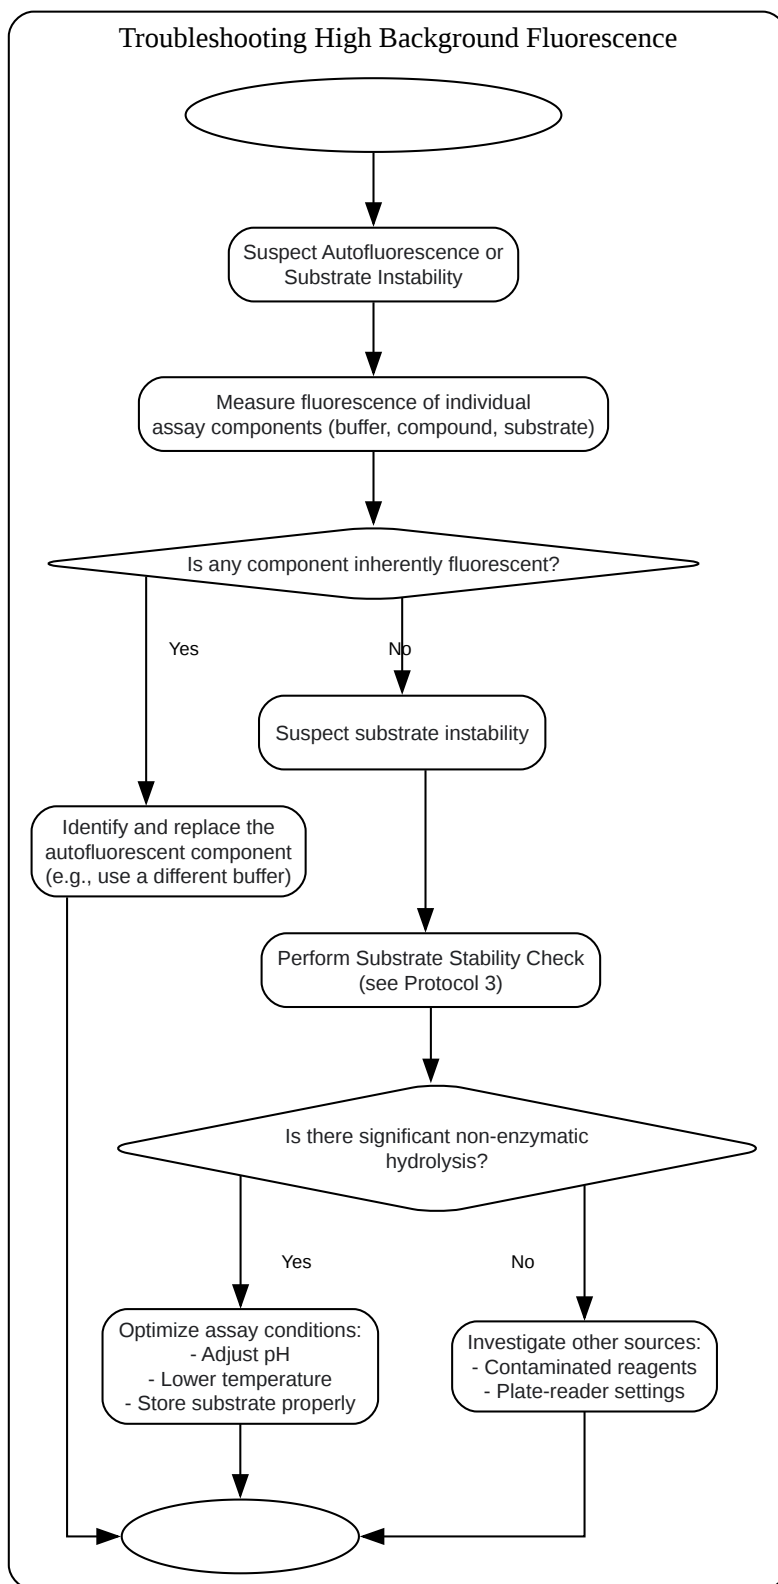 Troubleshooting High Background Fluorescence
Suspect Autofluorescence or
Substrate Instability
Measure fluorescence of individual
assay components (buffer, compound, substrate)
Is any component inherently fluorescent?
Yes
No
Suspect substrate instability
Identify and replace the
autofluorescent component
(e.g., use a different buffer)
Perform Substrate Stability Check
(see Protocol 3)
Is there significant non-enzymatic
hydrolysis?
Yes
No
Optimize assay conditions:
- Adjust pH
- Lower temperature
- Store substrate properly
Investigate other sources:
- Contaminated reagents
- Plate-reader settings